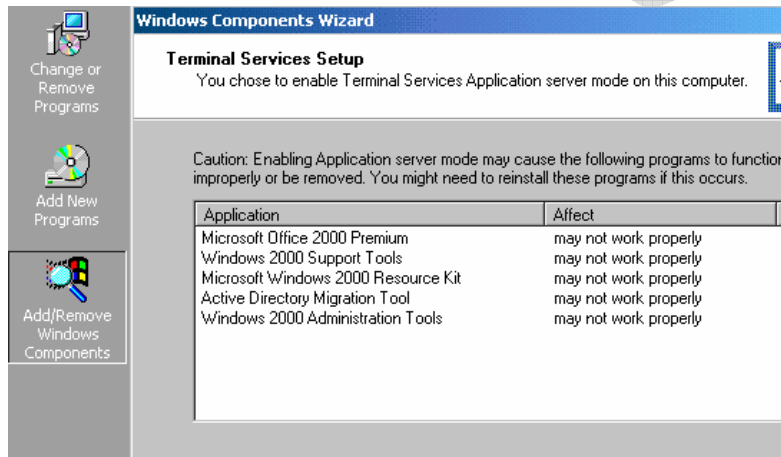 Change or
Remove
Programs
Add New
Programs
Add/Remove
Windows
Components
Windows Components Wizard
Terminal Services Setup
You chose to enable Terminal Services Application server mode on this computer.
Caution: Enabling Application server mode may cause the following programs to function
improperly or be removed. You might need to reinstall these programs if this occurs.
Application Affect
Microsoft Office 2000 Premium may not work properly
Windows 2000 Support Tools may not work properly
Microsoft Windows 2000 Resource Kit may not work properly
Active Directory Migration Tool may not work properly
Windows 2000 Administration Tools may not work properly